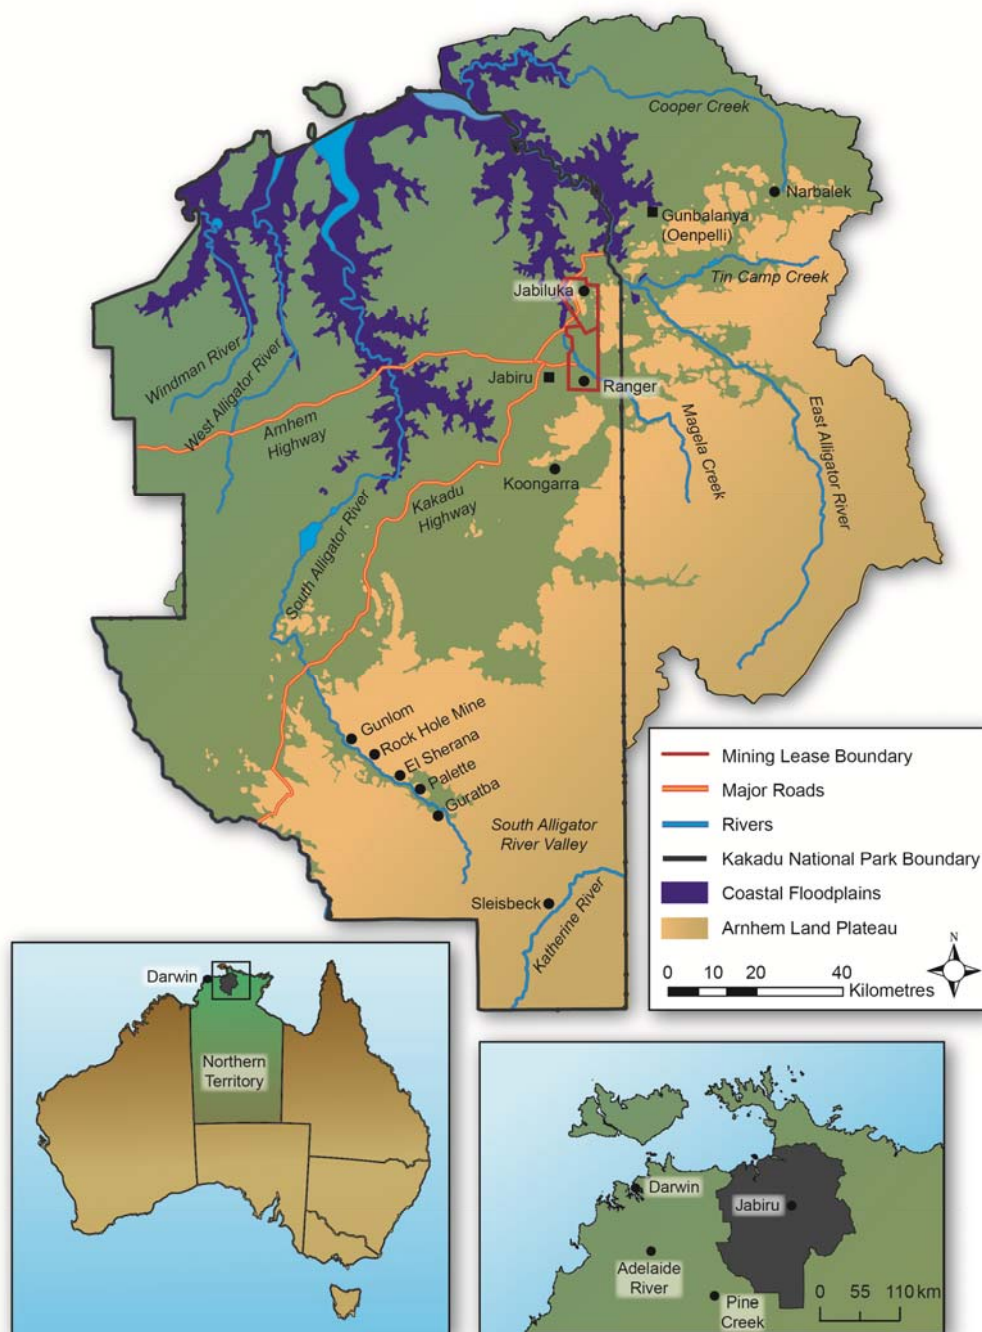 Cooper Creek
Narbalek
Gunbalanya
(Oenpelli)
Tin Camp Creek
Jabiluka
Windman River
West Alligator River
Jabiru
Ranger
Arnhem
Highway
Magela Creek
East Alligator River
Koongarra
Kakadu
Highway
South Alligator River
Gunlom
Rock Hole Mine
El Sherana
Palette
Guratba
South Alligator
River Valley
Sleisbeck
Katherine River
Mining Lease Boundary
Major Roads
Rivers
Kakadu National Park Boundary
Coastal Floodplains
Arnhem Land Plateau
N
0 10 20 40
Kilometres
Darwin
Northern
Territory
Darwin
Jabiru
Adelaide
River
0 55 110 km
Pine
Creek